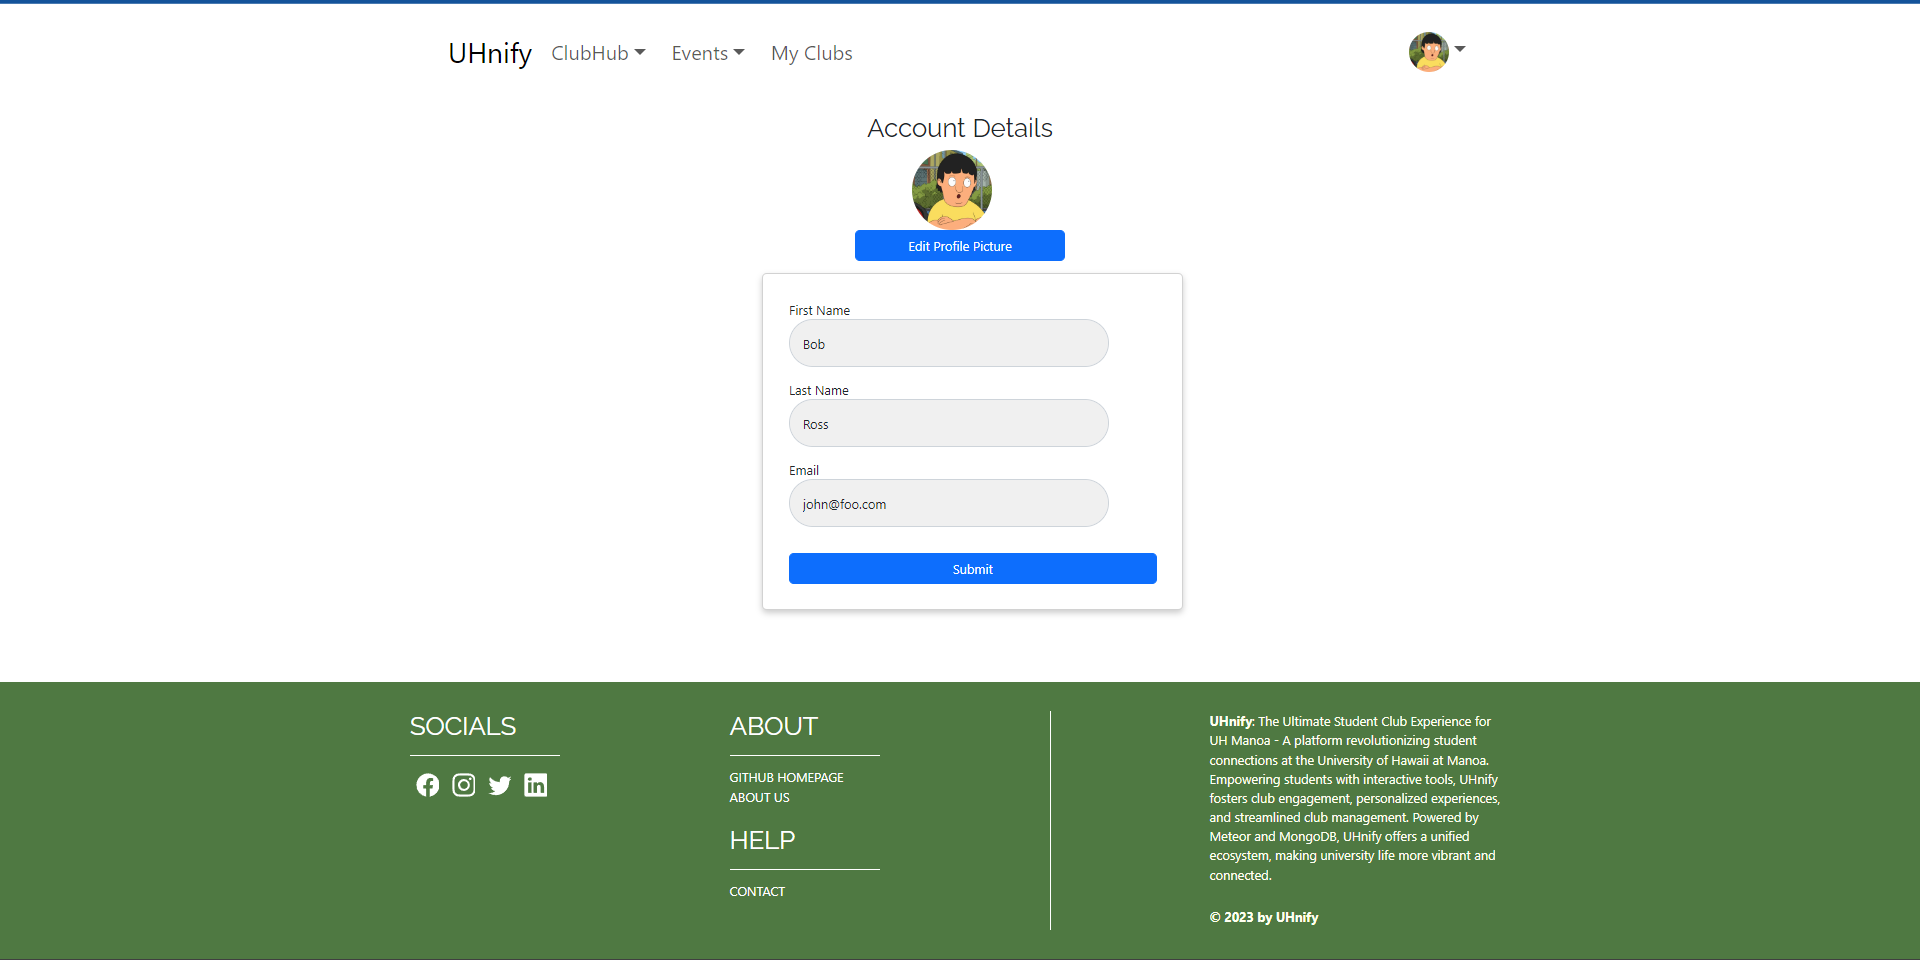 UHnify ClubHub Events My Clubs
Account Details
Edit Profile Picture
First Name
Bob
Last Name
Ross
Email
john@foo.com
Submit
SOCIALS
ABOUT
GITHUB HOMEPAGE
ABOUT US
HELP
CONTACT
UHnify: The Ultimate Student Club Experience for
UH Manoa - A platform revolutionizing student
connections at the University of Hawaii at Manoa.
Empowering students with interactive tools, UHnify
fosters club engagement, personalized experiences,
and streamlined club management. Powered by
Meteor and MongoDB, UHnify offers a unified
ecosystem, making university life more vibrant and
connected.
© 2023 by UHnify